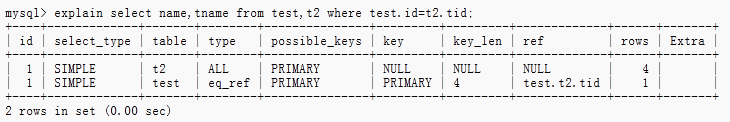 mysql> explain select name,tname from test,t2 where test.id=t2.tid;
+----+-------------+-------+--------+---------------+---------+---------+-------------+------+-------+
| id | select_type | table | type   | possible_keys | key     | key_len | ref         | rows | Extra |
+----+-------------+-------+--------+---------------+---------+---------+-------------+------+-------+
|  1 | SIMPLE      | t2    | ALL    | PRIMARY       | NULL    | NULL    | NULL        |    4 |       |
|  1 | SIMPLE      | test  | eq_ref | PRIMARY       | PRIMARY | 4       | test.t2.tid |    1 |       |
+----+-------------+-------+--------+---------------+---------+---------+-------------+------+-------+
2 rows in set (0.00 sec)